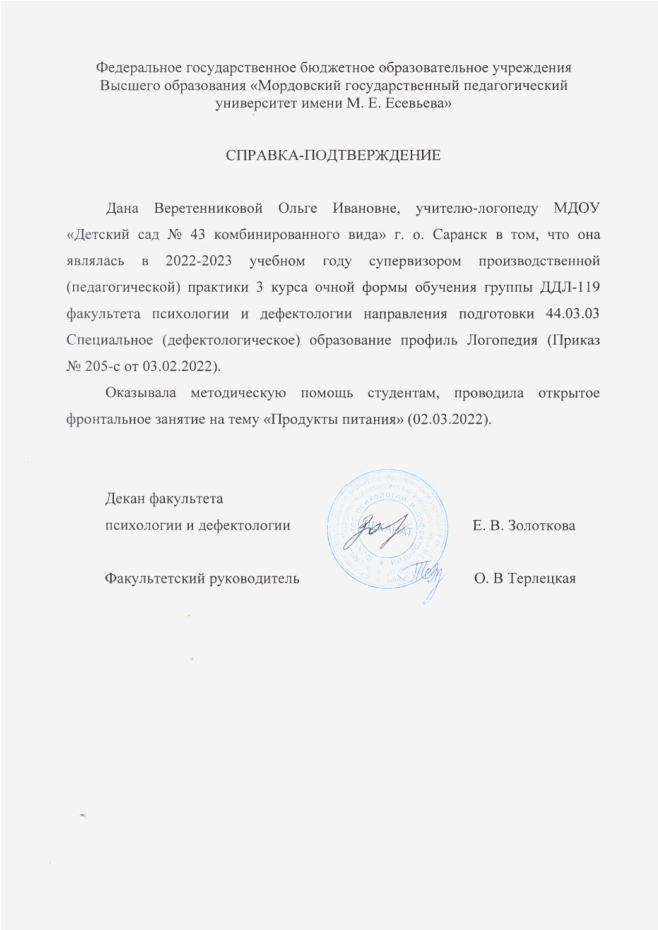 Федеральное государственное бюджетное образовательное учреждения
Высшего образования «Мордовский государственный педагогический
университет имени М. Е. Есевьева»
СПРАВКА-ПОДТВЕРЖДЕНИЕ
Дана Веретенниковой Ольге Ивановне, учителю-логопеду МДОУ
«Детский сад № 43 комбинированного вида» г. о. Саранск в том, что она
являлась в 2022-2023 учебном году супервизором производственной
(педагогической) практики 3 курса очной формы обучения группы ДДЛ-119
факультета психологии и дефектологии направления подготовки 44.03.03
Специальное (дефектологическое) образование профиль Логопедия (Приказ
№ 205-с от 03.02.2022).
Оказывала методическую помощь студентам, проводила открытое
фронтальное занятие на тему «Продукты питания» (02.03.2022).
Декан факультета
психологии и дефектологии
Е. В. Золоткова
Факультетский руководитель
О. В Терлецкая
ДЕКАНАТ